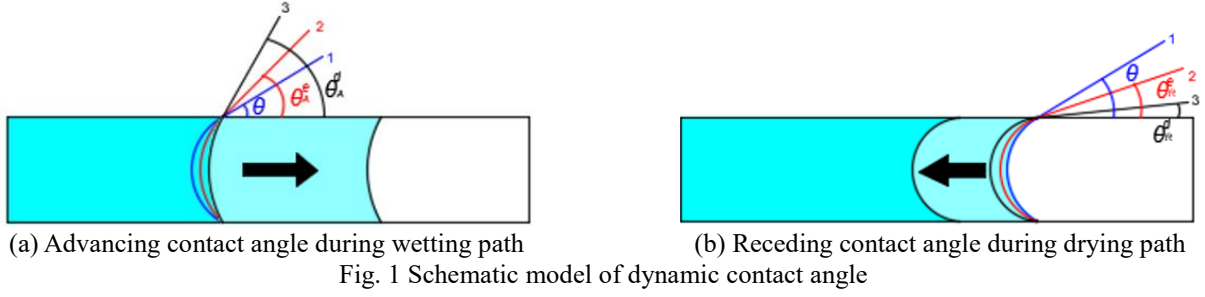 3
2
1
θ
θ_A^e
θ_A^d
1
2
3
θ
θ_R^e
θ_R^d
(a) Advancing contact angle during wetting path
(b) Receding contact angle during drying path
Fig. 1 Schematic model of dynamic contact angle